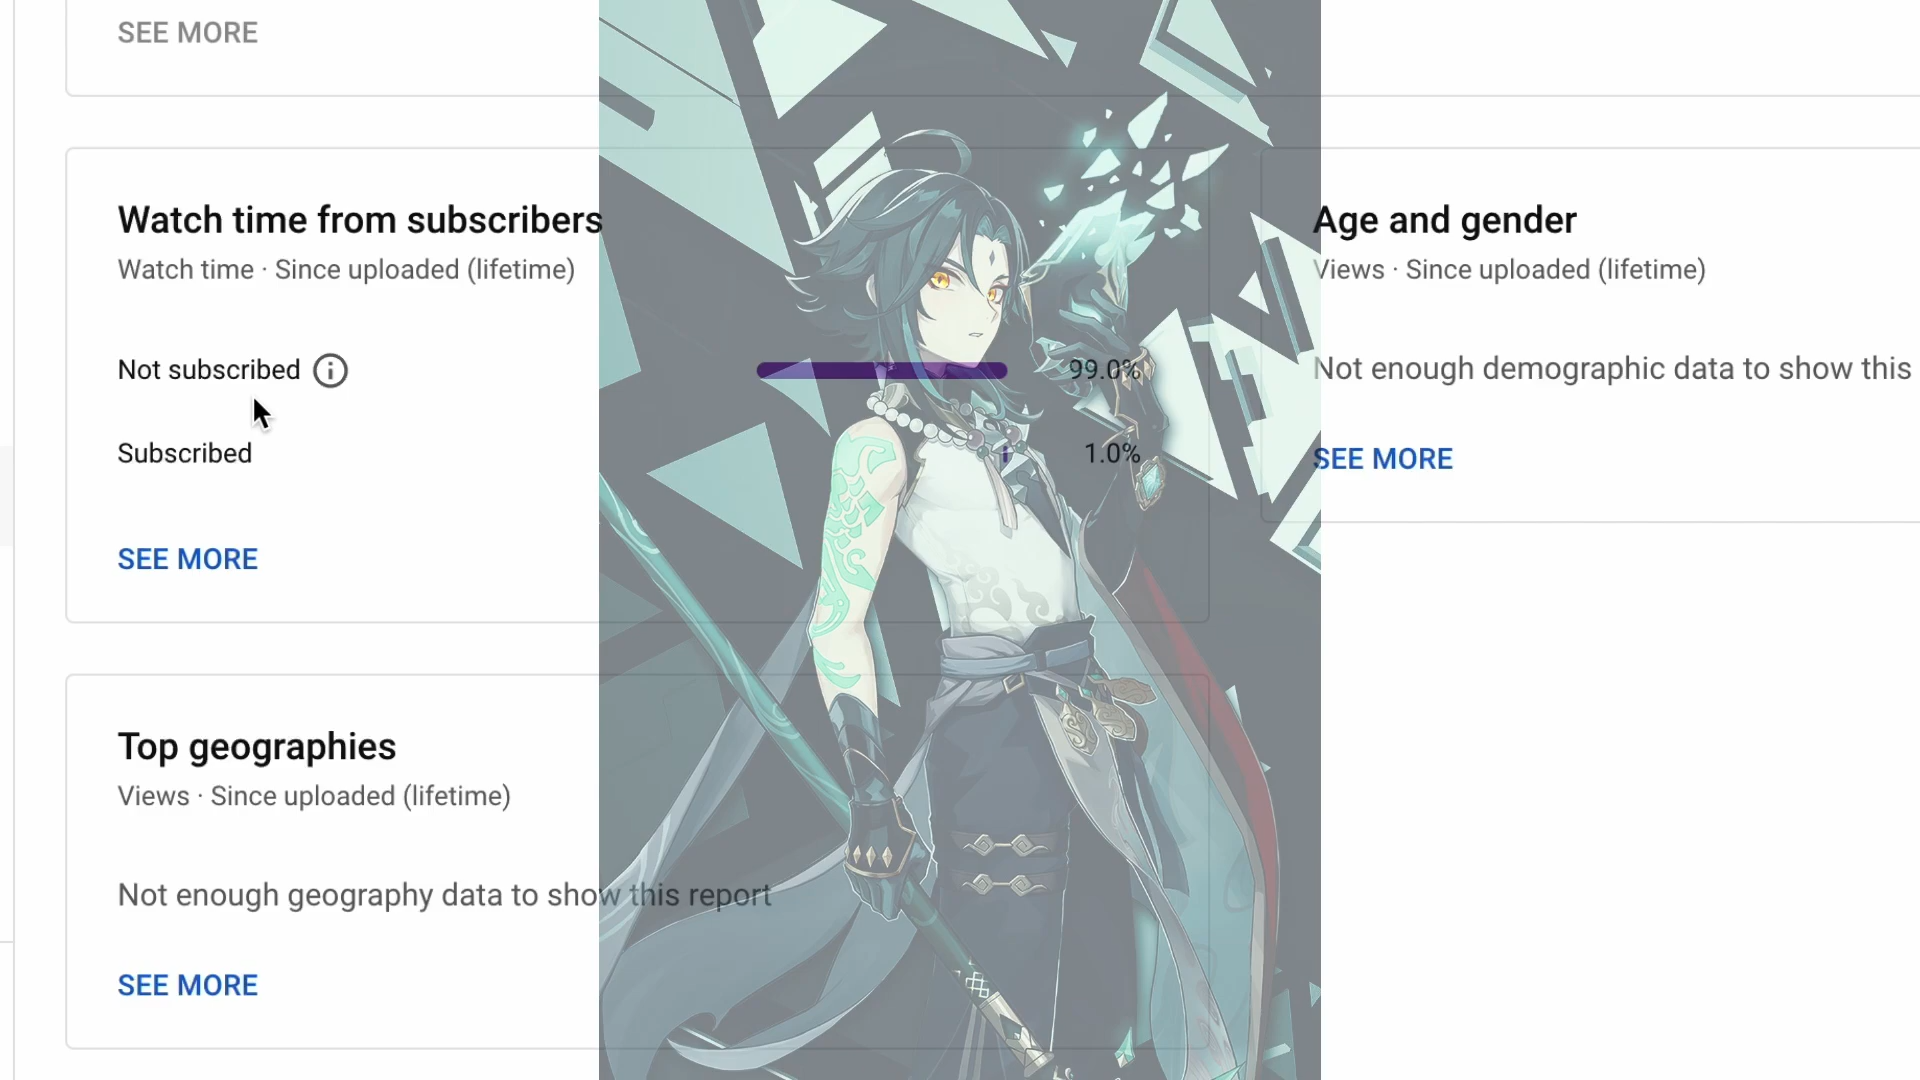 SEE MORE
Watch time from subscribers
Watch time · Since uploaded (lifetime)
Not subscribed
99.0%
Subscribed
1.0%
SEE MORE
Age and gender
Views · Since uploaded (lifetime)
Not enough demographic data to show this
SEE MORE
Top geographies
Views · Since uploaded (lifetime)
Not enough geography data to show this report
SEE MORE